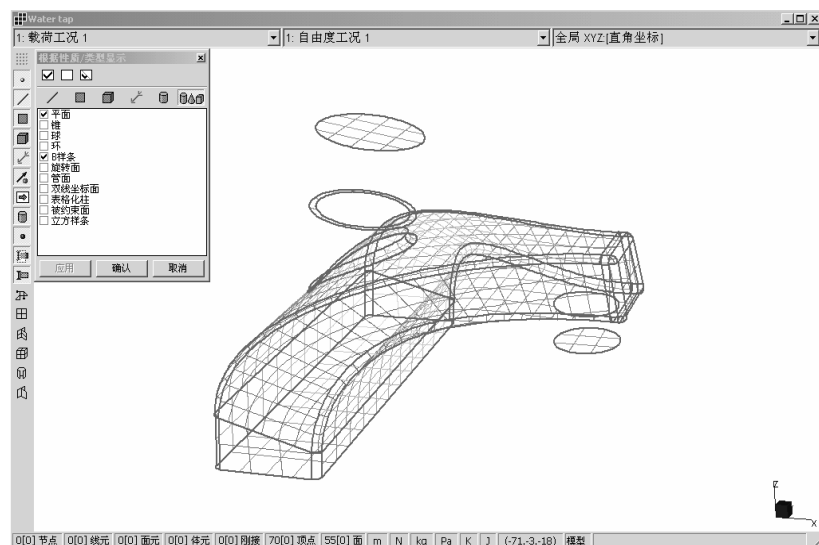 Water tap
1: 载荷工况 1
1: 自由度工况 1
全局 XYZ:[直角坐标]
根据性质/类型显示
平面
锥
球
环
B样条
旋转面
管面
双线坐标面
表格化柱
被约束面
立方样条
应用 确认 取消
Z
X
0[0] 节点 0[0] 线元 0[0] 面元 0[0] 体元 0[0] 刚接 70[0] 顶点 55[0] 面 m N kg Pa K J (-71,-3,-18) 模型